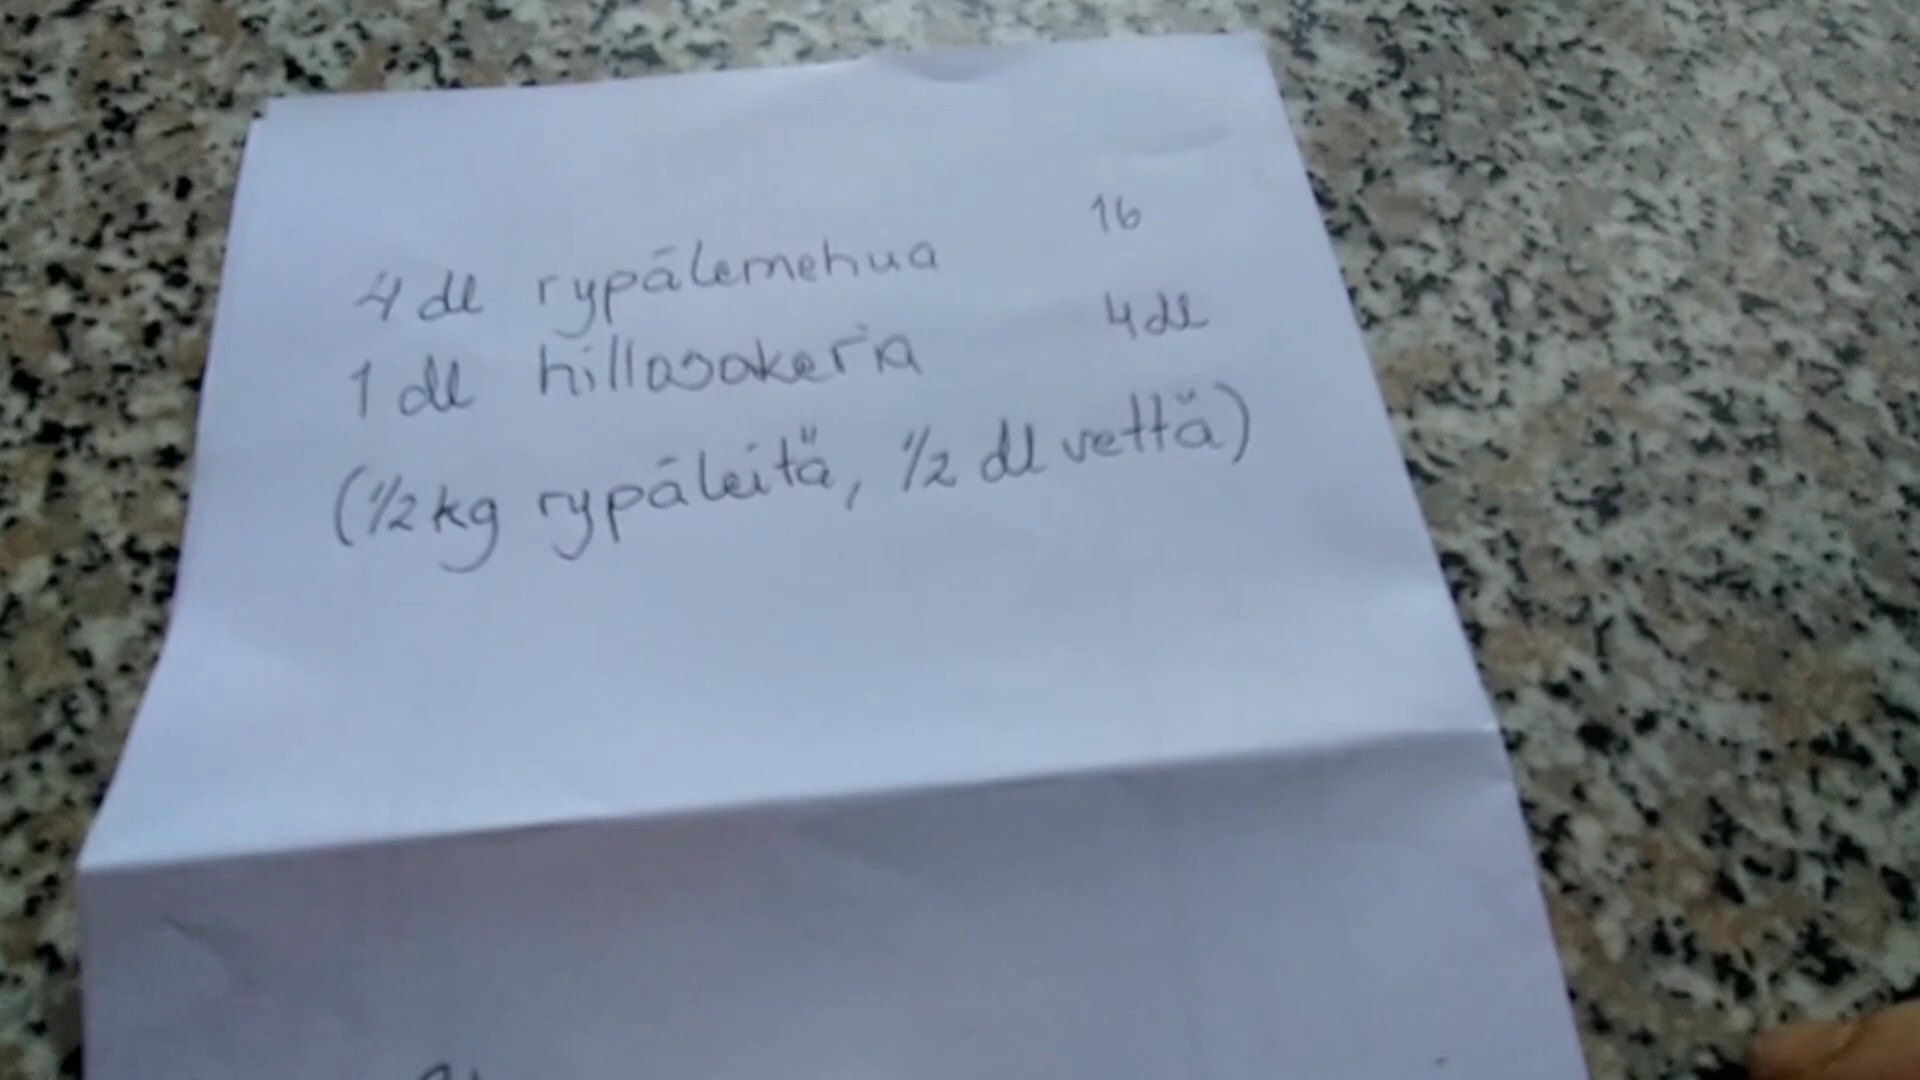 4 dl rypälemehua 16
1 dl hillosokeria 4 dl
(1/2 kg rypäleitä, 1/2 dl vettä)